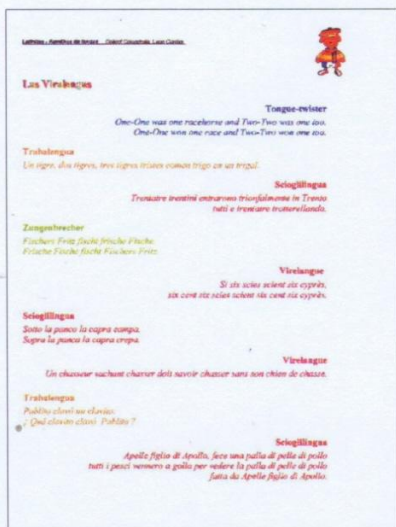 Las Virelangas
Tongue-twister
One-One was one racehorse and Two-Two was one too.
One-One won one race and Two-Two won one too.
Trabalengua
Un tigre, dos tigres, tres tigres tristes comen trigo en un trigal.
Scioglilingua
Trentatre trentini entrarono trionfalmente in Trento
tutti e trentatre trotterellando.
Zungenbrecher
Fischers Fritz fischt frische Fische.
Frische Fische fischt Fischers Fritz.
Virelangue
Si six scies scient six cyprès,
six cent six scies scient six cent six cyprès.
Scioglilingua
Sotto la panca la capra campa.
Sopra la panca la capra crepa.
Virelangue
Un chasseur sachant chasser doit savoir chasser sans son chien de chasse.
Trabalengua
Pablito clavó un clavito.
¿ Qué clavito clavó Pablito ?
Scioglilingua
Apelle figlio di Apollo, fece una palla di pelle di pollo
tutti i pesci vennero a galla per vedere la palla di pelle di pollo
fatta da Apelle figlio di Apollo.